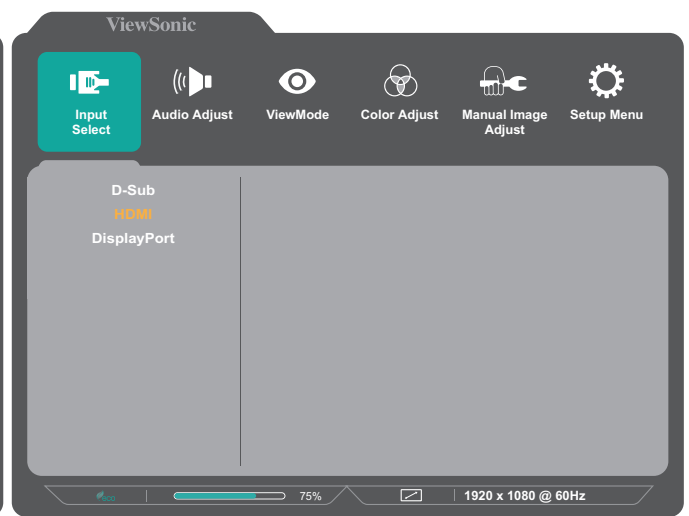 ViewSonic
Input
Select
Audio Adjust
ViewMode
Color Adjust
Manual Image
Adjust
Setup Menu
D-Sub
HDMI
DisplayPort
eco
75%
1920 x 1080 @ 60Hz